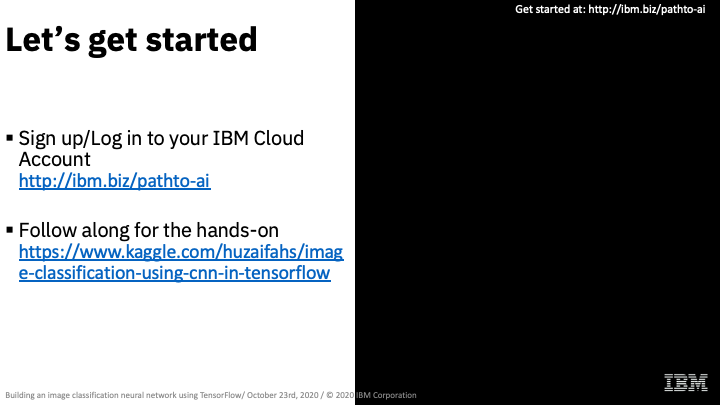 Get started at: http://ibm.biz/pathto-ai
Let's get started
▪ Sign up/Log in to your IBM Cloud
Account
http://ibm.biz/pathto-ai
▪ Follow along for the hands-on
https://www.kaggle.com/huzaifahs/imag
e-classification-using-cnn-in-tensorflow
IBM
Building an image classification neural network using TensorFlow/ October 23rd, 2020 / © 2020 IBM Corporation